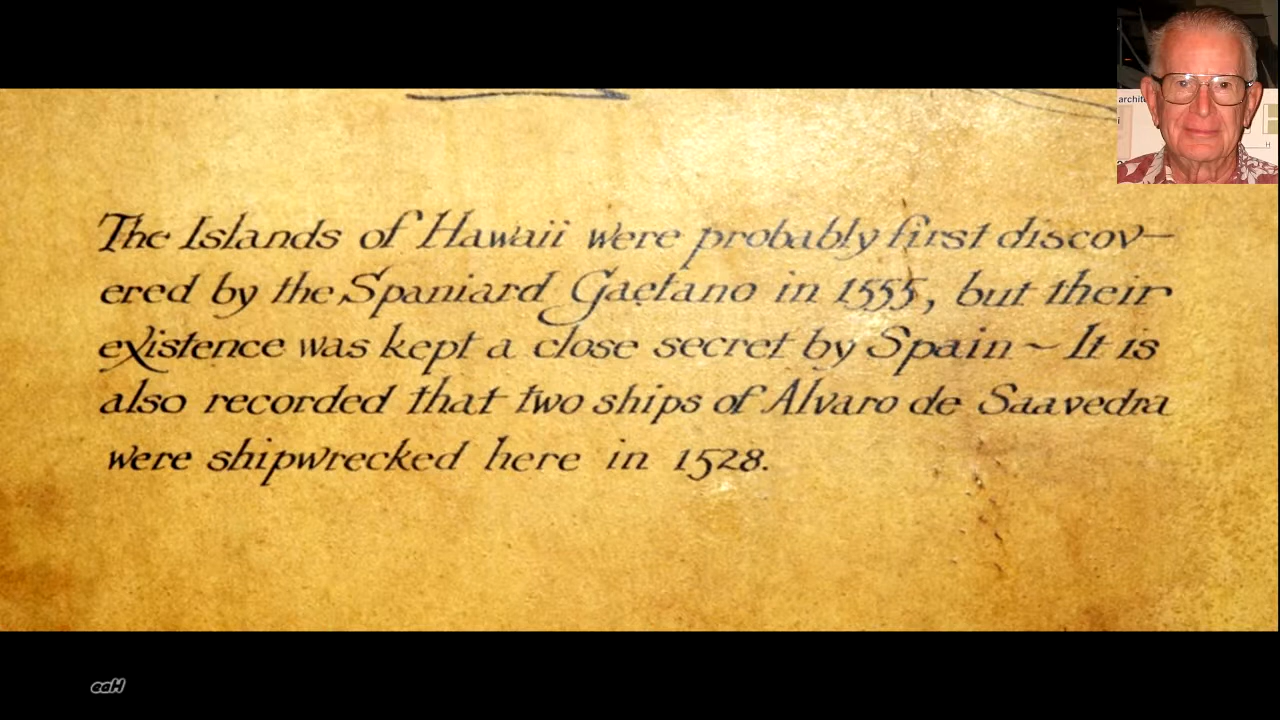 archite
H
The Islands of Hawaii were probably first discov–
ered by the Spaniard Gaetano in 1555, but their
existence was kept a close secret by Spain ~ It is
also recorded that two ships of Alvaro de Saavedra
were shipwrecked here in 1528.
eaH